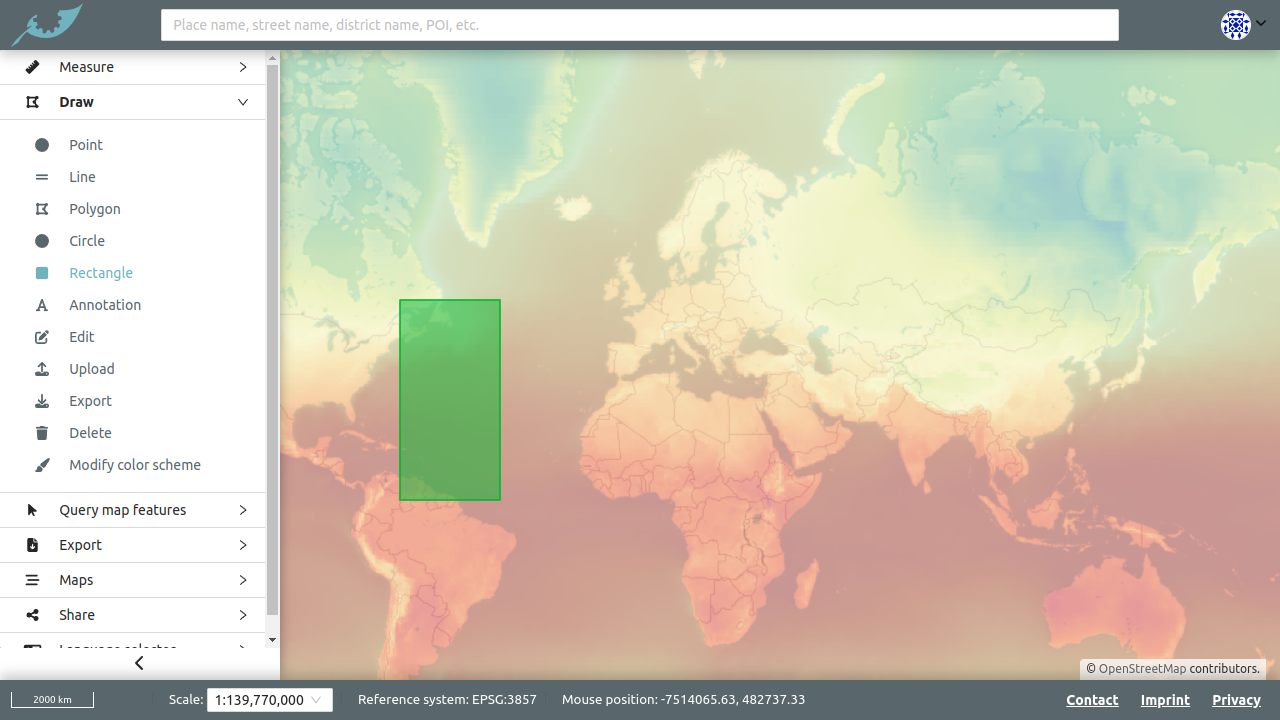 Place name, street name, district name, POI, etc.
Measure
Draw
Point
Line
Polygon
Circle
Rectangle
Annotation
Edit
Upload
Export
Delete
Modify color scheme
Query map features
Export
Maps
Share
Language selector
© OpenStreetMap contributors.
2000 km
Scale: 1:139,770,000
Reference system: EPSG:3857
Mouse position: -7514065.63, 482737.33
Contact
Imprint
Privacy